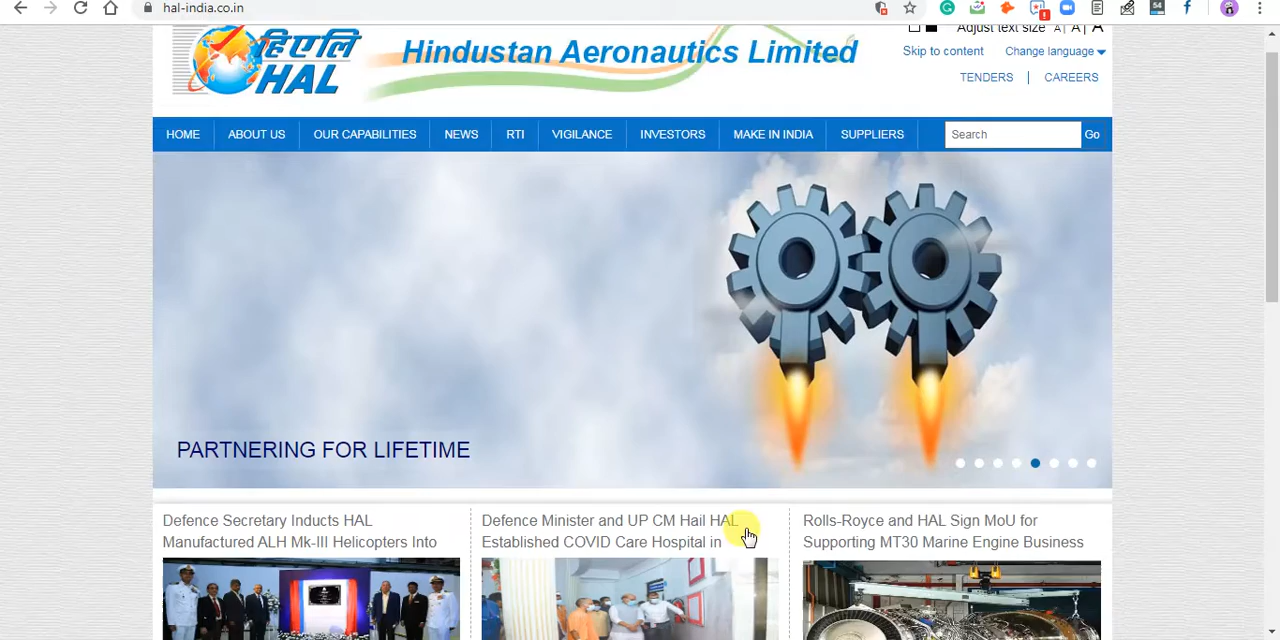 hal-india.co.in
54
Adjust text size A A A
हिएलि
HAL
Hindustan Aeronautics Limited
Skip to content Change language
TENDERS | CAREERS
HOME ABOUT US OUR CAPABILITIES NEWS RTI VIGILANCE INVESTORS MAKE IN INDIA SUPPLIERS Search Go
PARTNERING FOR LIFETIME
Defence Secretary Inducts HAL
Manufactured ALH Mk-III Helicopters Into
Defence Minister and UP CM Hail HAL
Established COVID Care Hospital in
Rolls-Royce and HAL Sign MoU for
Supporting MT30 Marine Engine Business